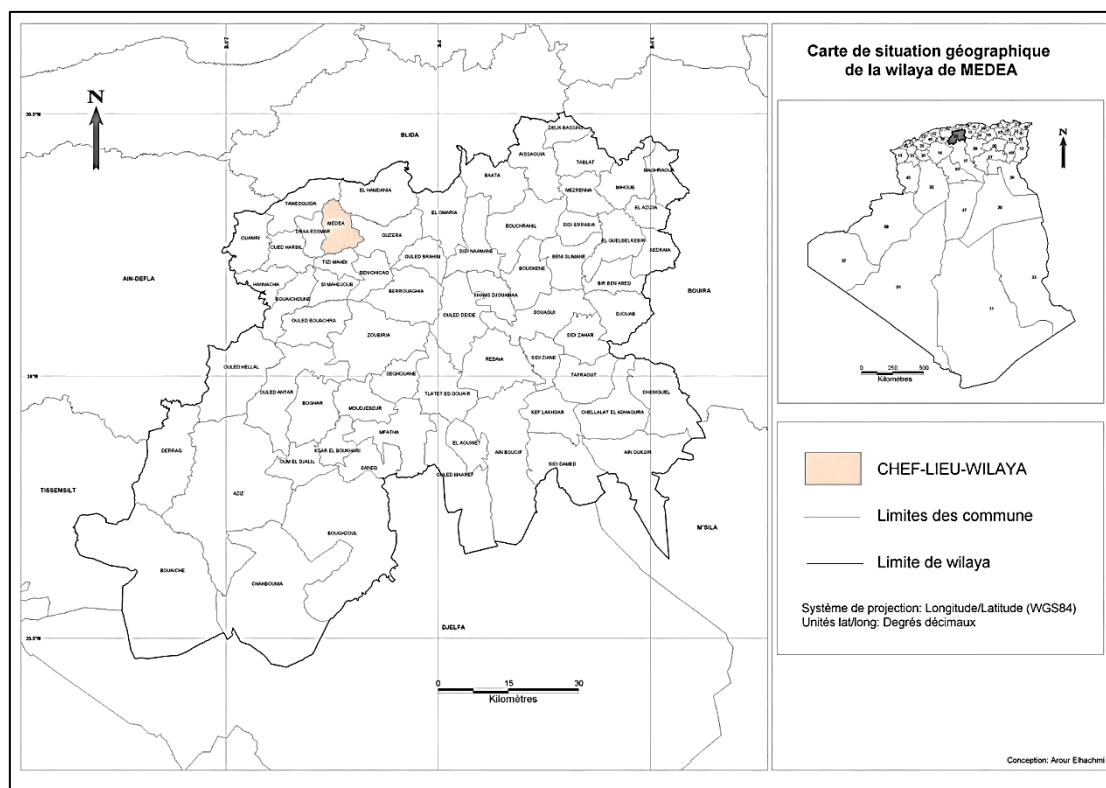 Carte de situation géographique
de la wilaya de MEDEA
N
N
BLIDA
DEUX BASSINS
AISSAOUIA
TABLAT
MAGHRAOUA
BAATA
MEZRENNA
MIHOUB
EL HAMDANIA
TAMESGUIDA
EL OMARIA
EL AZIZIA
MEDEA
BOUCHRAHIL
OUAMRI
DRAA ESSMAR
OUZERA
OUED HARBIL
SEDRAIA
SIDI NAAMANE
OULED BRAHIM
BENI SLIMANE
TIZI MAHDI
BEN CHICAO
BOUSKENE
AIN-DEFLA
HANNACHA
SI MAHDJOUB
BIR BEN ABED
BOUAICHOUNE
BERROUAGHIA
BOUIRA
KHAMS DJOUAMAA
OULED DEIDE
SOUAGUI
DJOUAB
OULED BOUACHRA
ZOUBIRIA
SIDI ZAHAR
REBAIA
SIDI ZIANE
OULED HELLAL
SEGHOUANE
TAFRAOUT
OULED ANTAR
TLATET ED DOUAIR
CHENIGUEL
BOGHAR
MOUDJEBEUR
KEF LAKHDAR
CHELLALAT EL ADHAOURA
MFATHA
EL AOUINET
DERRAG
KSAR EL BOUKHARI
AIN BOUCIF
AIN OUKSIR
OUM EL DJALIL
SANEG
SIDI DAMED
OULED MAAREF
TISSEMSILT
AZIZ
M'SILA
BOUGHZOUL
BOUAICHE
CHAHBOUNIA
DJELFA
0 15 30
Kilomètres
0 250 500
Kilomètres
CHEF-LIEU-WILAYA
Limites des commune
Limite de wilaya
Système de projection: Longitude/Latitude (WGS84)
Unités lat/long: Degrés décimaux
Conception: Arour Elhachmi